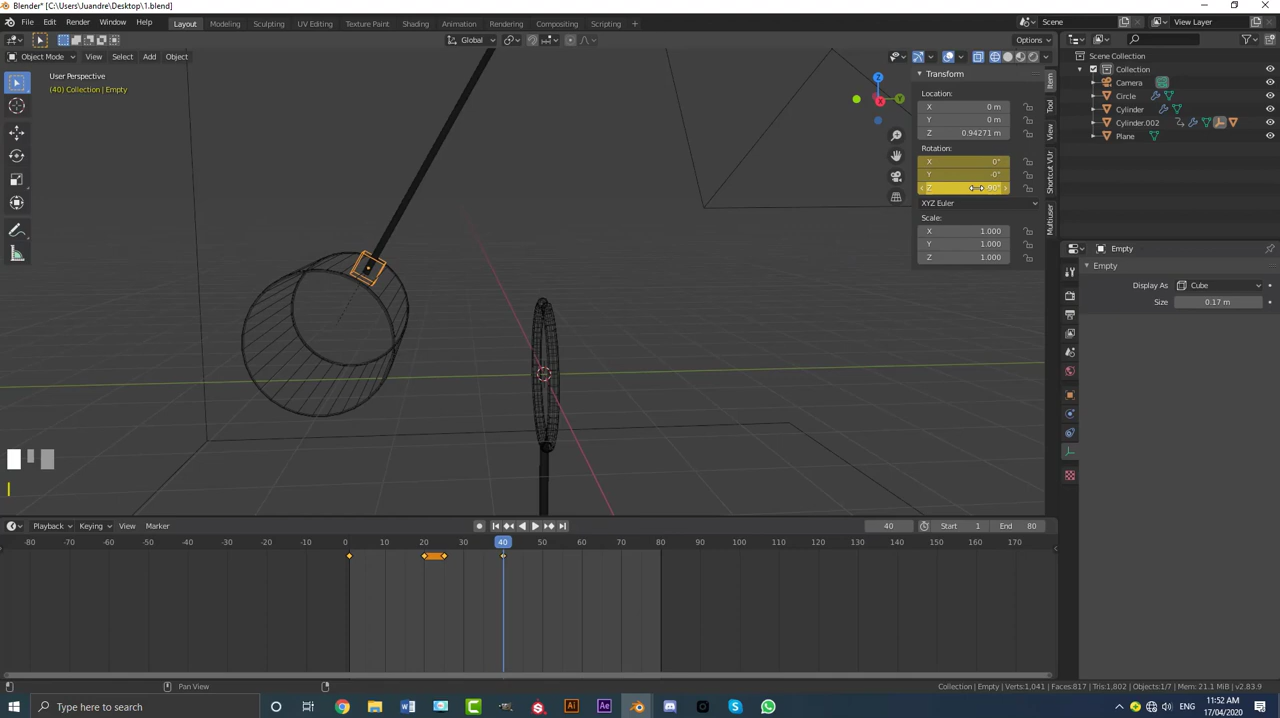 Blender* [C:\Users\Juandre\Desktop\1.blend]
File Edit Render Window Help Layout Modeling Sculpting UV Editing Texture Paint Shading Animation Rendering Compositing Scripting + Scene View Layer
Global Options
Object Mode View Select Add Object
User Perspective
(40) Collection | Empty
Transform
Location:
X 0 m
Y 0 m
Z 0.94271 m
Rotation:
X 0°
Y -0°
Z -90°
XYZ Euler
Scale:
X 1.000
Y 1.000
Z 1.000
Item
Tool
View
Shortcut VUr
Multiuser
Z
Y
X
Scene Collection
Collection
Camera
Circle
Cylinder
Cylinder.002
Plane
Empty
Empty
Display As Cube
Size 0.17 m
Playback Keying View Marker 40 Start 1 End 80
-80 -70 -60 -50 -40 -30 -20 -10 0 10 20 30 40 50 60 70 80 90 100 110 120 130 140 150 160 170
Pan View
Collection | Empty | Verts:1,041 | Faces:817 | Tris:1,802 | Objects:1/7 | Mem: 21.1 MiB | v2.83.9
Type here to search
11:52 AM
17/04/2020